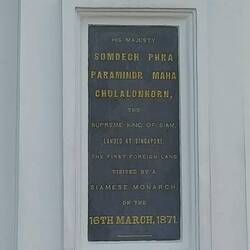 HIS MAJESTY
SOMDETCH PHRA
PARAMINDR MAHA
CHULALONKORN,
THE
SUPREME KING OF SIAM,
LANDED AT SINGAPORE,
THE FIRST FOREIGN LAND
VISITED BY A
SIAMESE MONARCH,
ON THE
16TH MARCH, 1871.